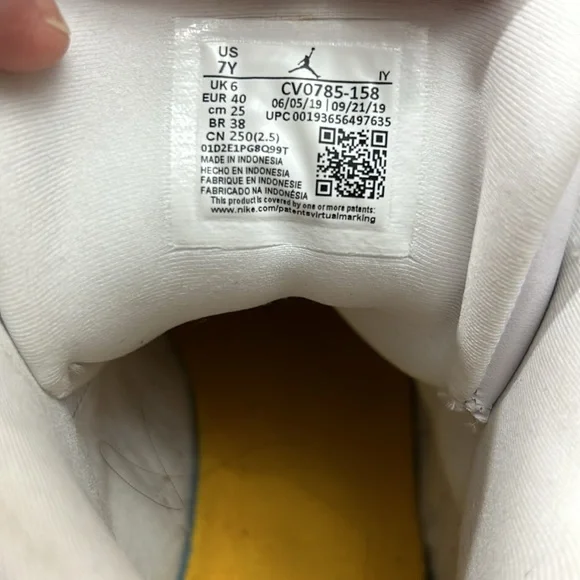 US
7Y
IY
UK 6
EUR 40
cm 25
BR 38
CN 250(2.5)
CV0785-158
06/05/19 | 09/21/19
UPC 00193656497635
01D2E1PG8Q99T
MADE IN INDONESIA
HECHO EN INDONESIA
FABRIQUE EN INDONESIE
FABRICADO NA INDONÉSIA
This product is covered by one or more patents:
www.nike.com/patentsvirtualmarking